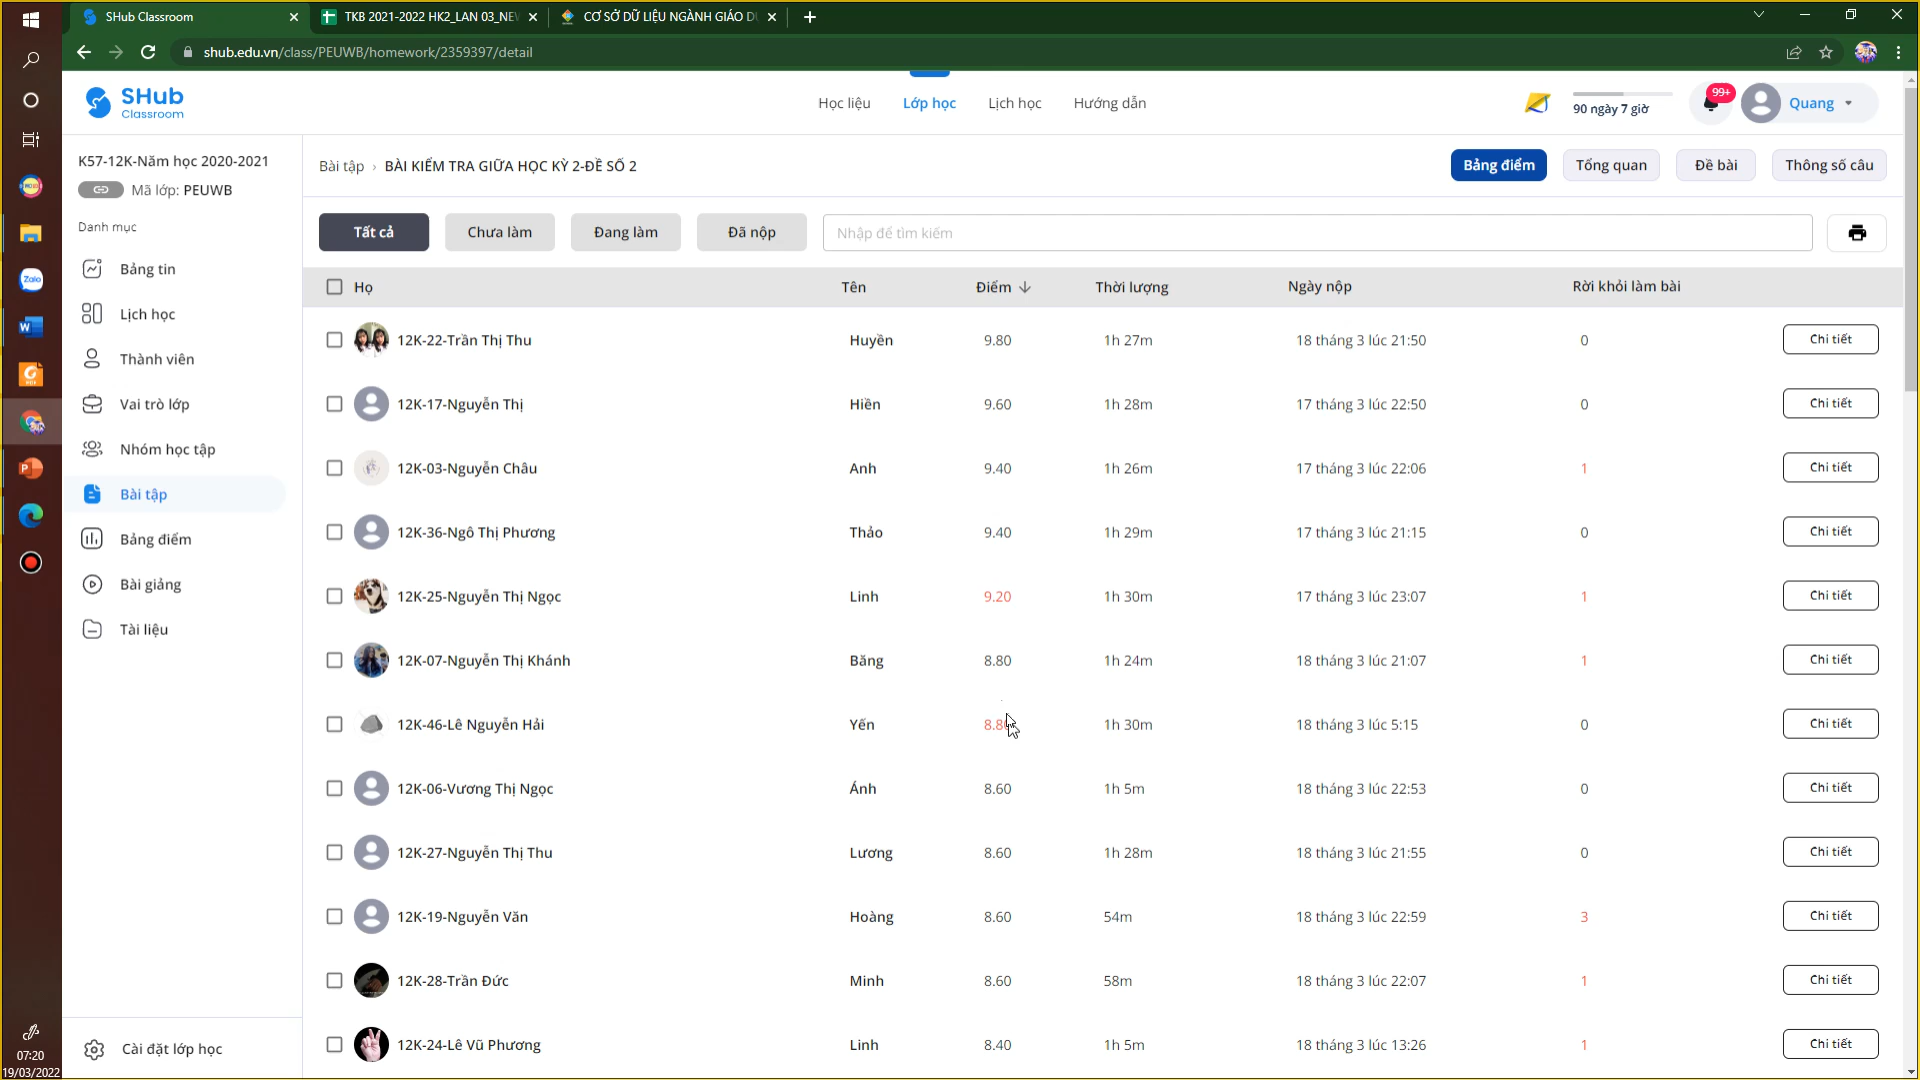 SHub Classroom
TKB 2021-2022 HK2_LAN 03_NEW
CƠ SỞ DỮ LIỆU NGÀNH GIÁO D
shub.edu.vn/class/PEUWB/homework/2359397/detail
SHub
Classroom
Học liệu
Lớp học
Lịch học
Hướng dẫn
90 ngày 7 giờ
99+
Quang
K57-12K-Năm học 2020-2021
Mã lớp: PEUWB
Danh mục
Bảng tin
Lịch học
Thành viên
Vai trò lớp
Nhóm học tập
Bài tập
Bảng điểm
Bài giảng
Tài liệu
Cài đặt lớp học
Bài tập › BÀI KIỂM TRA GIỮA HỌC KỲ 2-ĐỀ SỐ 2
Bảng điểm
Tổng quan
Đề bài
Thông số câu
Tất cả
Chưa làm
Đang làm
Đã nộp
Nhập để tìm kiếm
Họ Tên Điểm Thời lượng Ngày nộp Rời khỏi làm bài
12K-22-Trần Thị Thu Huyền 9.80 1h 27m 18 tháng 3 lúc 21:50 0 Chi tiết
12K-17-Nguyễn Thị Hiền 9.60 1h 28m 17 tháng 3 lúc 22:50 0 Chi tiết
12K-03-Nguyễn Châu Anh 9.40 1h 26m 17 tháng 3 lúc 22:06 1 Chi tiết
12K-36-Ngô Thị Phương Thảo 9.40 1h 29m 17 tháng 3 lúc 21:15 0 Chi tiết
12K-25-Nguyễn Thị Ngọc Linh 9.20 1h 30m 17 tháng 3 lúc 23:07 1 Chi tiết
12K-07-Nguyễn Thị Khánh Băng 8.80 1h 24m 18 tháng 3 lúc 21:07 1 Chi tiết
12K-46-Lê Nguyễn Hải Yến 8.80 1h 30m 18 tháng 3 lúc 5:15 0 Chi tiết
12K-06-Vương Thị Ngọc Ánh 8.60 1h 5m 18 tháng 3 lúc 22:53 0 Chi tiết
12K-27-Nguyễn Thị Thu Lương 8.60 1h 28m 18 tháng 3 lúc 21:55 0 Chi tiết
12K-19-Nguyễn Văn Hoàng 8.60 54m 18 tháng 3 lúc 22:59 3 Chi tiết
12K-28-Trần Đức Minh 8.60 58m 18 tháng 3 lúc 22:07 1 Chi tiết
12K-24-Lê Vũ Phương Linh 8.40 1h 5m 18 tháng 3 lúc 13:26 1 Chi tiết
Zalo
07:20
19/03/2022